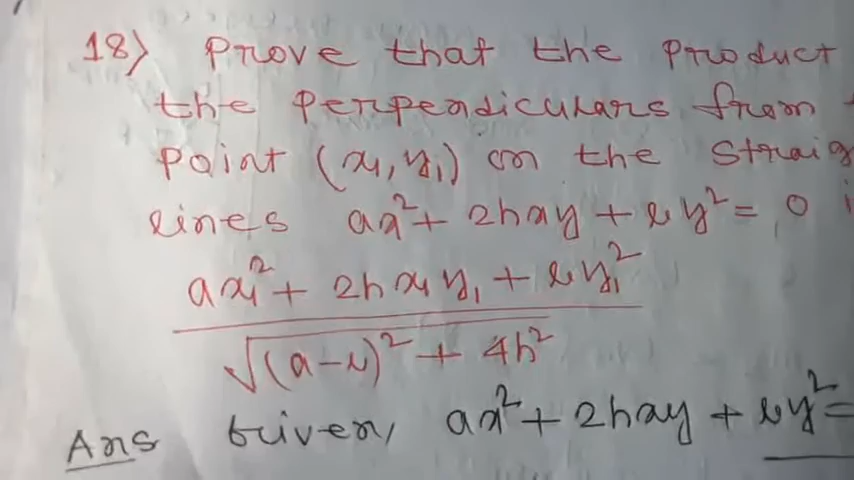 18) Prove that the product
the perpendiculars from
point (x₁, y₁) on the straig
lines ax² + 2hxy + by² = 0 i
ax₁² + 2hx₁y₁ + by₁²
√(a-b)² + 4h²
Ans Given, ax² + 2hxy + by² =